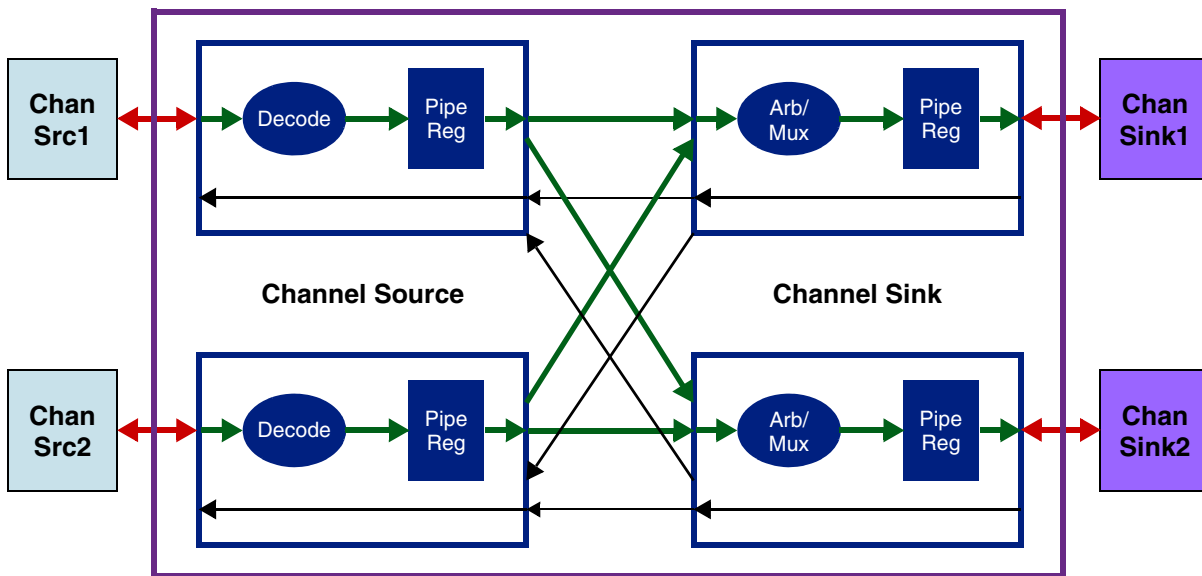 Chan
Src1
Decode
Pipe
Reg
Arb/
Mux
Pipe
Reg
Chan
Sink1
Channel Source
Channel Sink
Chan
Src2
Decode
Pipe
Reg
Arb/
Mux
Pipe
Reg
Chan
Sink2